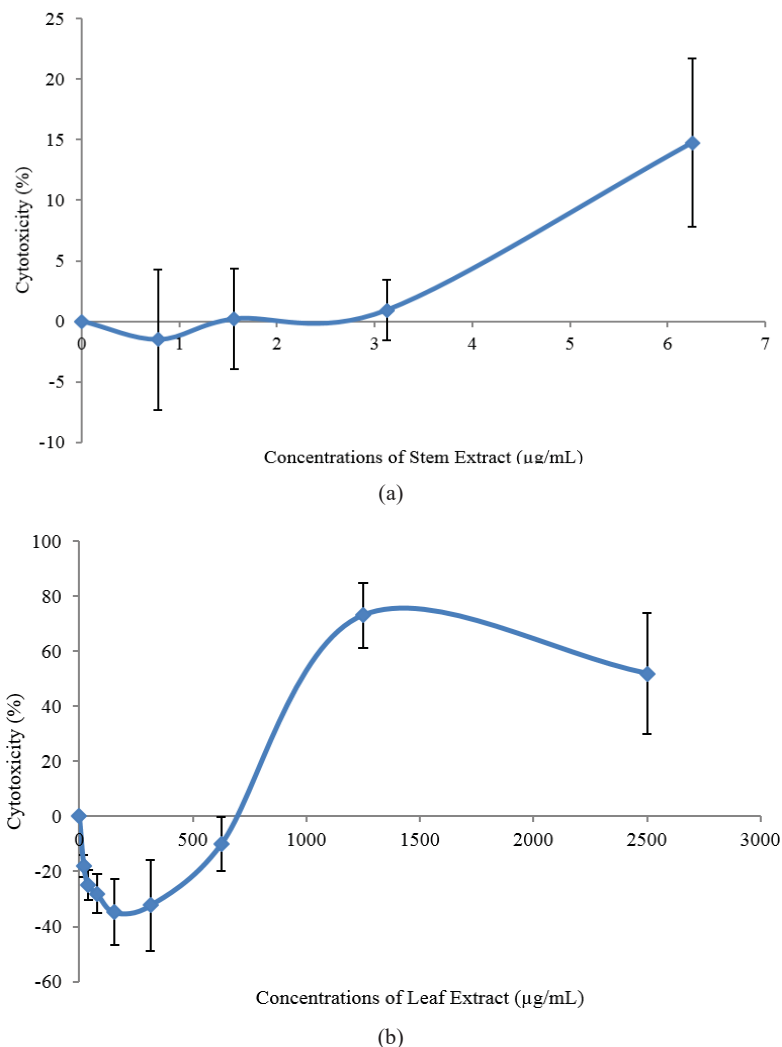 25
20
15
10
5
0
-5
-10
Cytotoxicity (%)
0 1 2 3 4 5 6 7
Concentrations of Stem Extract (µg/mL)
(a)
100
80
60
40
20
0
-20
-40
-60
Cytotoxicity (%)
0 500 1000 1500 2000 2500 3000
Concentrations of Leaf Extract (µg/mL)
(b)